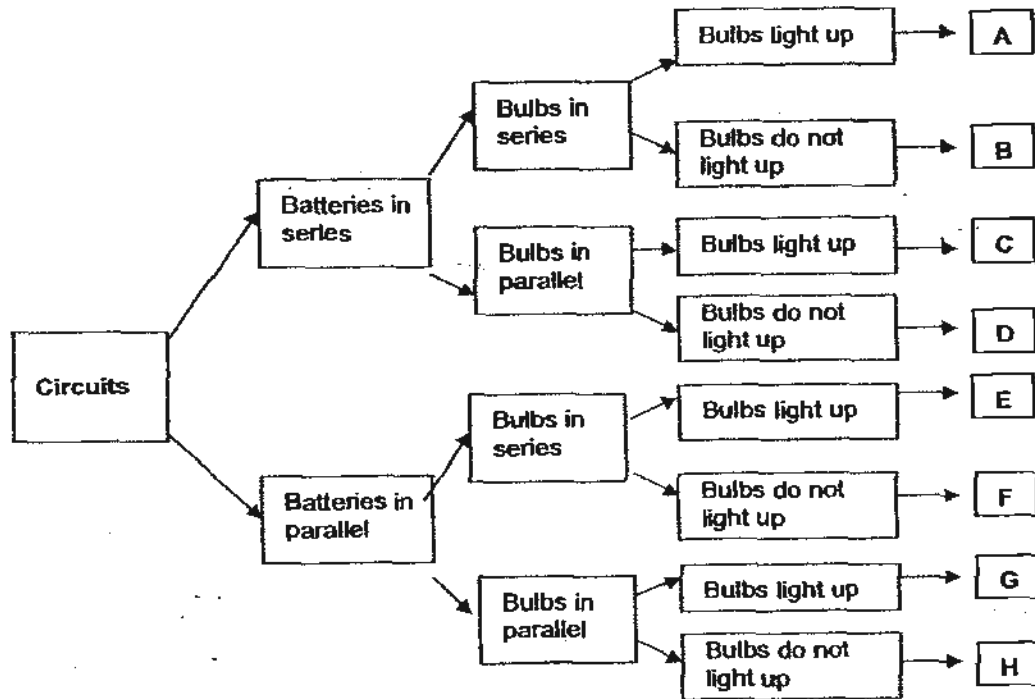 Circuits
Batteries in
series
Batteries in
parallel
Bulbs in
series
Bulbs in
parallel
Bulbs in
series
Bulbs in
parallel
Bulbs light up
A
Bulbs do not
light up
B
Bulbs light up
C
Bulbs do not
light up
D
Bulbs light up
E
Bulbs do not
light up
F
Bulbs light up
G
Bulbs do not
light up
H